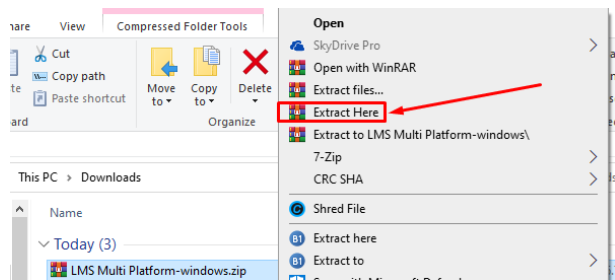 hare View Compressed Folder Tools
Cut
Copy path
Paste shortcut
Move to
Copy to
Delete
Organize
This PC > Downloads
Name
Today (3)
LMS Multi Platform-windows.zip
Open
SkyDrive Pro
Open with WinRAR
Extract files...
Extract Here
Extract to LMS Multi Platform-windows\
7-Zip
CRC SHA
Shred File
Extract here
Extract to